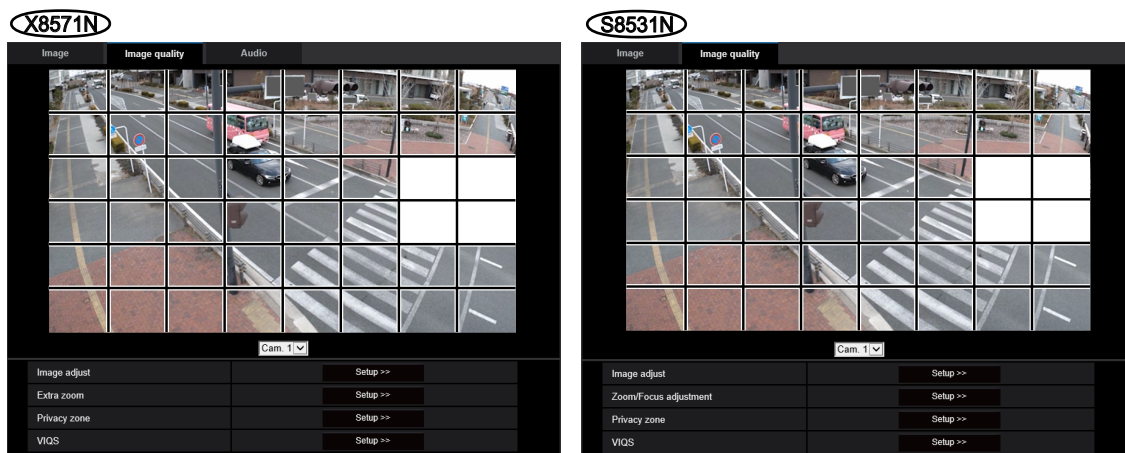 X8571N
Image Image quality Audio
Cam. 1
Image adjust Setup >>
Extra zoom Setup >>
Privacy zone Setup >>
VIQS Setup >>
S8531N
Image Image quality
Cam. 1
Image adjust Setup >>
Zoom/Focus adjustment Setup >>
Privacy zone Setup >>
VIQS Setup >>